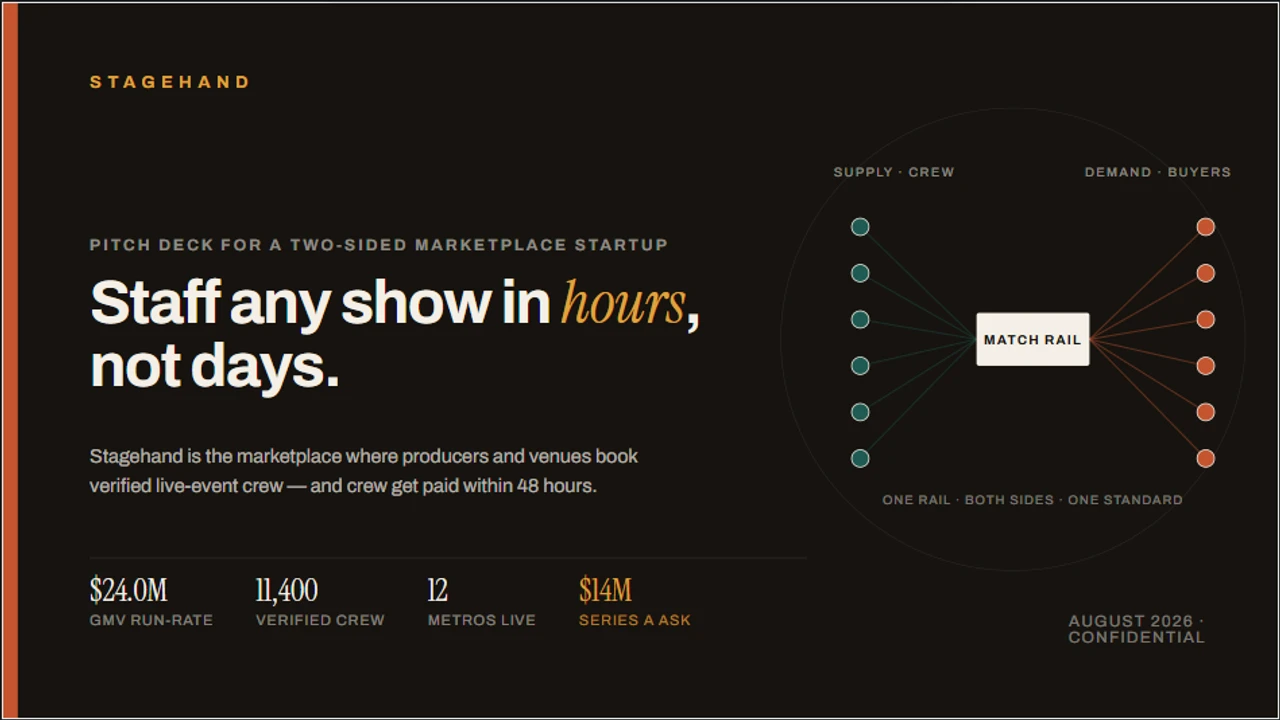 STAGEHAND
PITCH DECK FOR A TWO-SIDED MARKETPLACE STARTUP
Staff any show in hours,
not days.
Stagehand is the marketplace where producers and venues book
verified live-event crew — and crew get paid within 48 hours.
$24.0M
GMV RUN-RATE
11,400
VERIFIED CREW
12
METROS LIVE
$14M
SERIES A ASK
SUPPLY · CREW
DEMAND · BUYERS
MATCH RAIL
ONE RAIL · BOTH SIDES · ONE STANDARD
AUGUST 2026 ·
CONFIDENTIAL